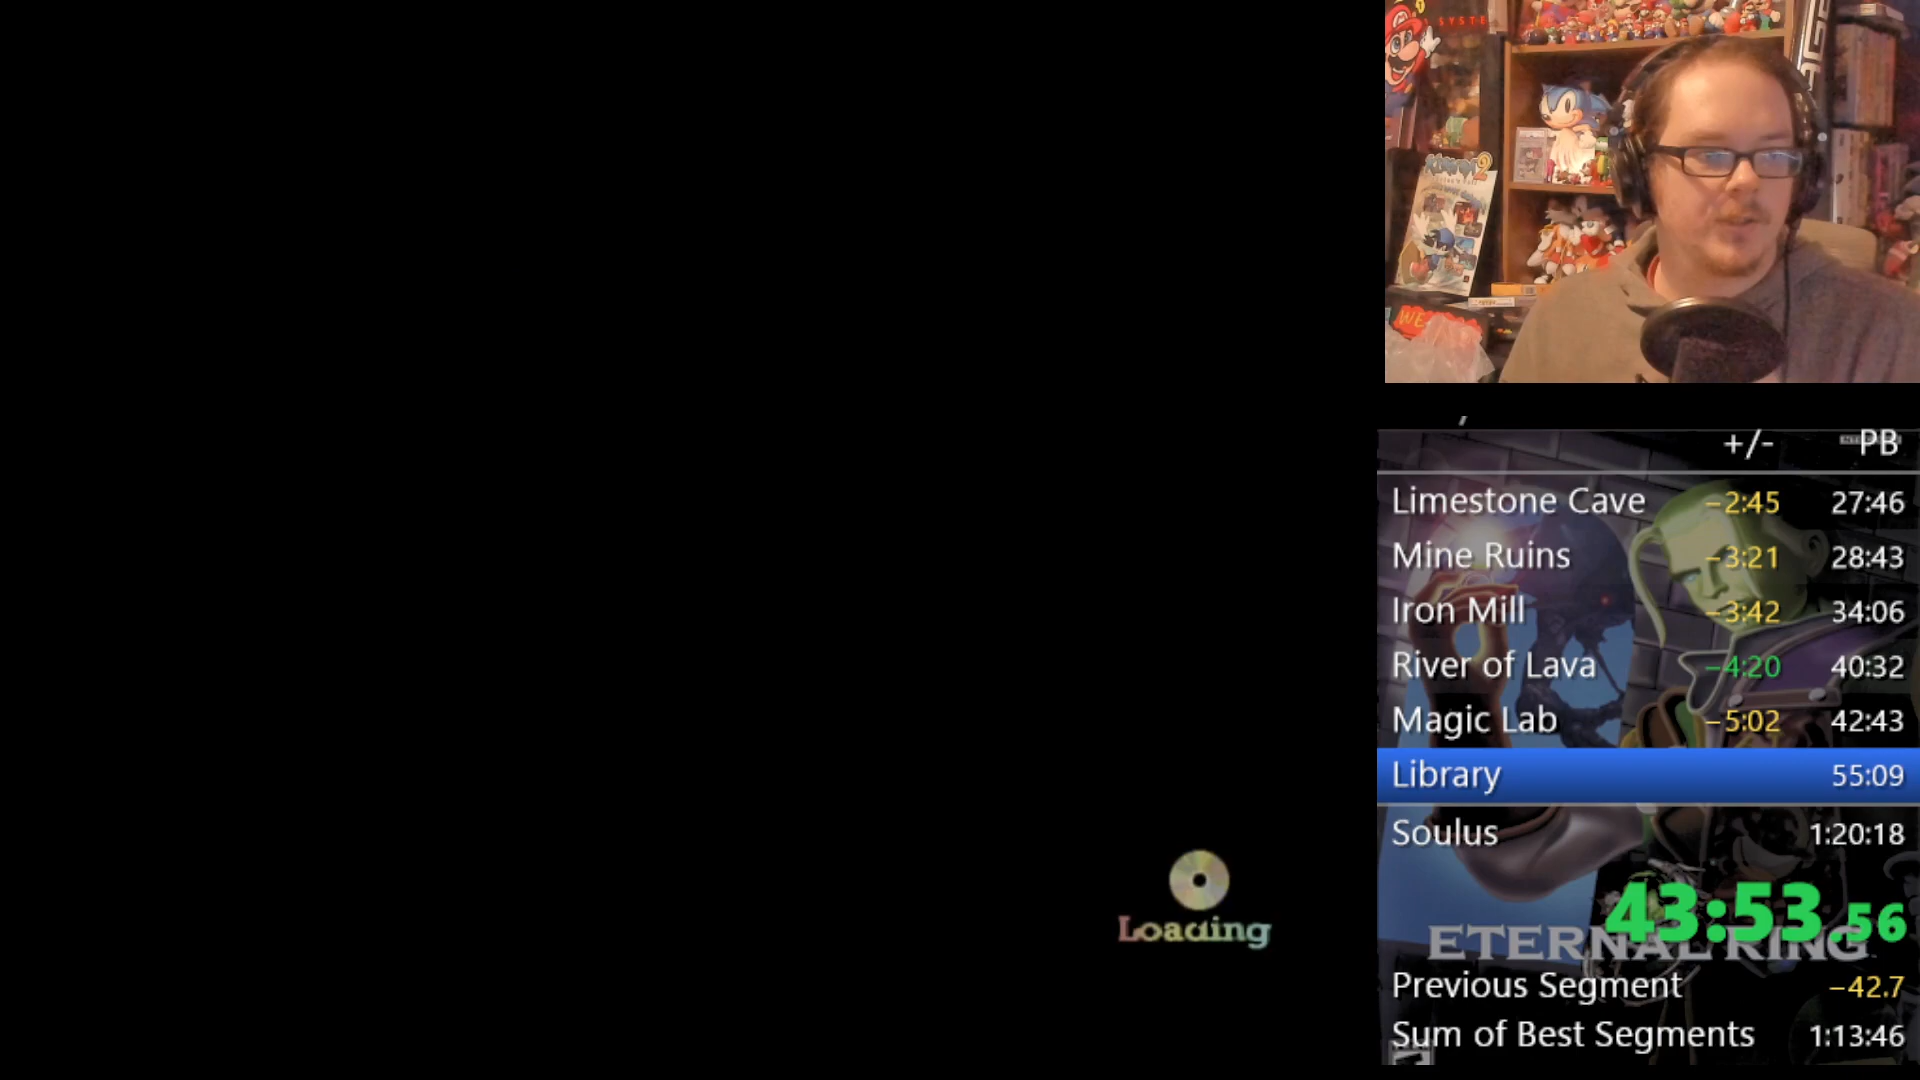 SYSTE
WE
+/- PB
Limestone Cave −2:45 27:46
Mine Ruins −3:21 28:43
Iron Mill −3:42 34:06
River of Lava −4:20 40:32
Magic Lab −5:02 42:43
Library 55:09
Soulus 1:20:18
43:53.56
Loading
ETERNAL RING
Previous Segment −42.7
Sum of Best Segments 1:13:46